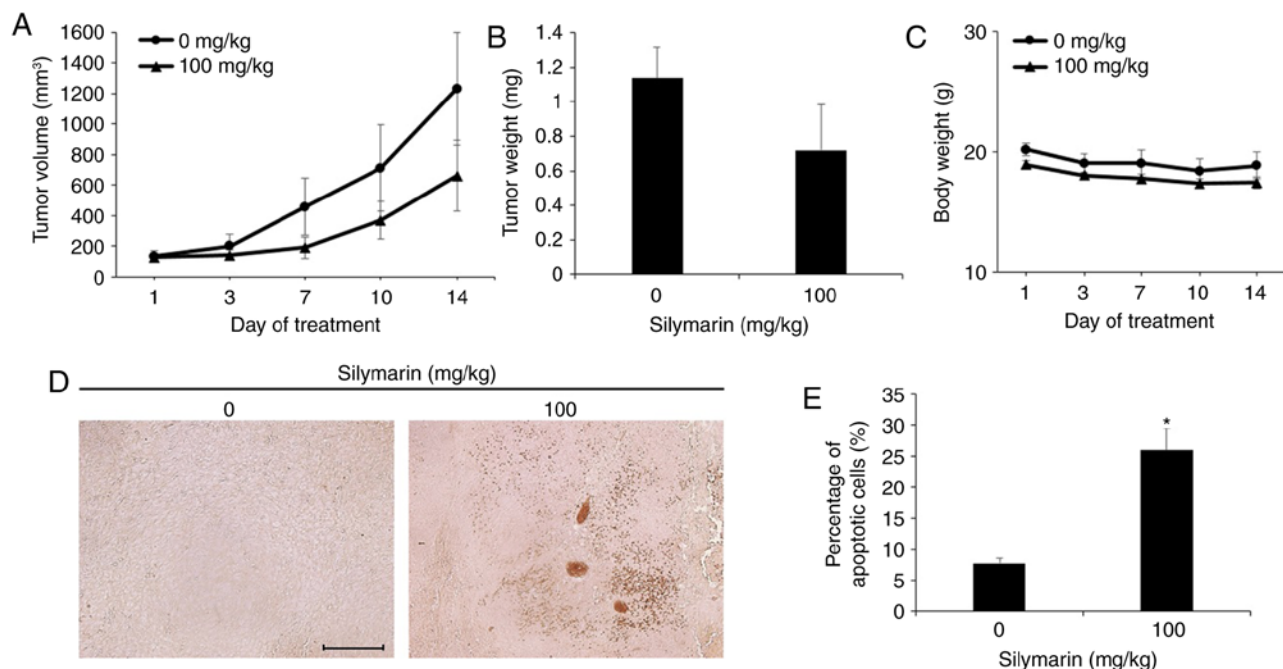 A
Tumor volume (mm³)
1600
1400
1200
1000
800
600
400
200
0
0 mg/kg
100 mg/kg
1 3 7 10 14
Day of treatment
B
Tumor weight (mg)
1.4
1.2
1
0.8
0.6
0.4
0.2
0
0 100
Silymarin (mg/kg)
C
Body weight (g)
30
20
10
0 mg/kg
100 mg/kg
1 3 7 10 14
Day of treatment
D
Silymarin (mg/kg)
0 100
E
Percentage of
apoptotic cells (%)
35
30
25
20
15
10
5
0
*
0 100
Silymarin (mg/kg)